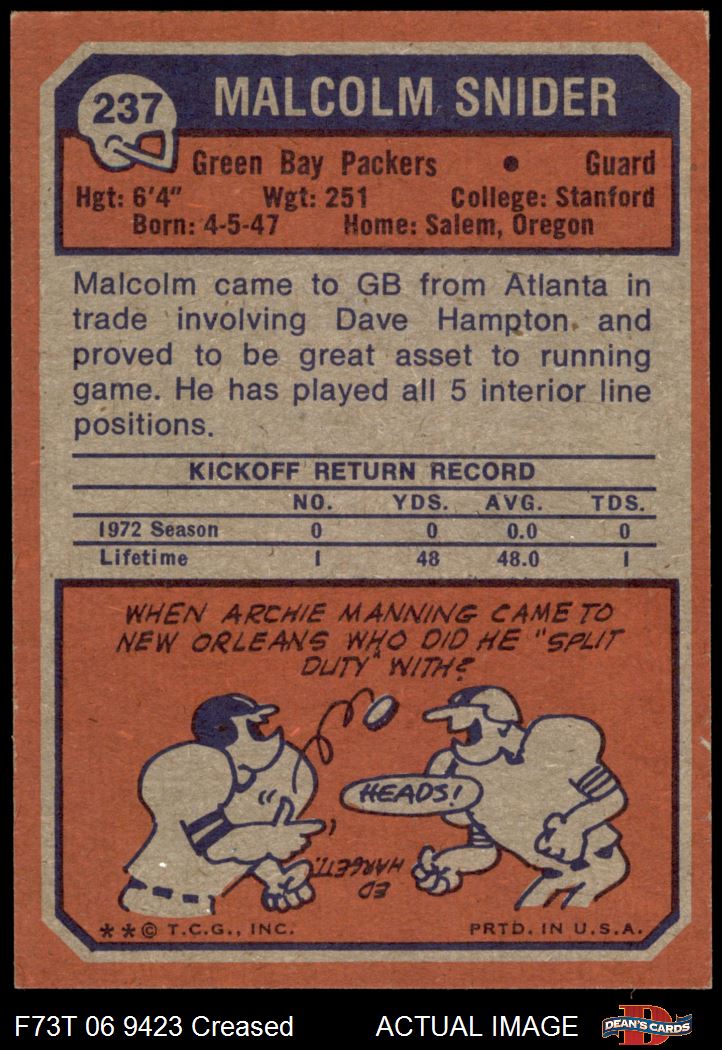 237
MALCOLM SNIDER
Green Bay Packers • Guard
Hgt: 6'4" Wgt: 251 College: Stanford
Born: 4-5-47 Home: Salem, Oregon
Malcolm came to GB from Atlanta in
trade involving Dave Hampton and
proved to be great asset to running
game. He has played all 5 interior line
positions.
KICKOFF RETURN RECORD
NO. YDS. AVG. TDS.
1972 Season 0 0 0.0 0
Lifetime 1 48 48.0 1
WHEN ARCHIE MANNING CAME TO
NEW ORLEANS WHO DID HE "SPLIT
DUTY" WITH?
HEADS!
ED
HARGETT.
**© T.C.G., INC. PRTD. IN U.S.A.
F73T 06 9423 Creased ACTUAL IMAGE
D
DEAN'S CARDS